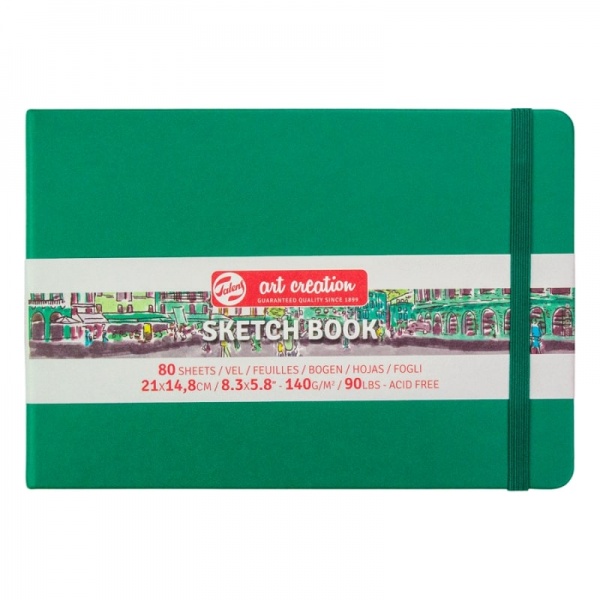 Talens art creation
GUARANTEED QUALITY SINCE 1899
SKETCH BOOK
80 SHEETS / VEL / FEUILLES / BOGEN / HOJAS / FOGLI
21x14,8CM / 8.3x5.8" - 140G/M² / 90LBS - ACID FREE